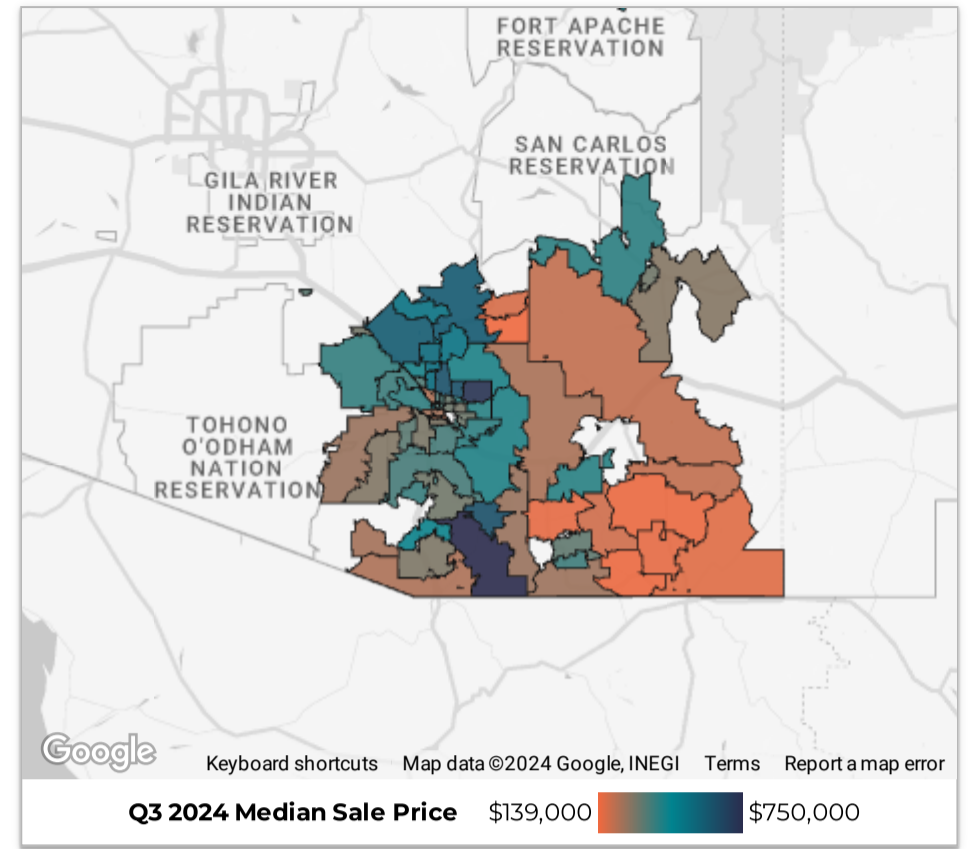 FORT APACHE
RESERVATION
SAN CARLOS
RESERVATION
GILA RIVER
INDIAN
RESERVATION
TOHONO
O'ODHAM
NATION
RESERVATION
Google
Keyboard shortcuts
Map data ©2024 Google, INEGI
Terms
Report a map error
Q3 2024 Median Sale Price
$139,000
$750,000